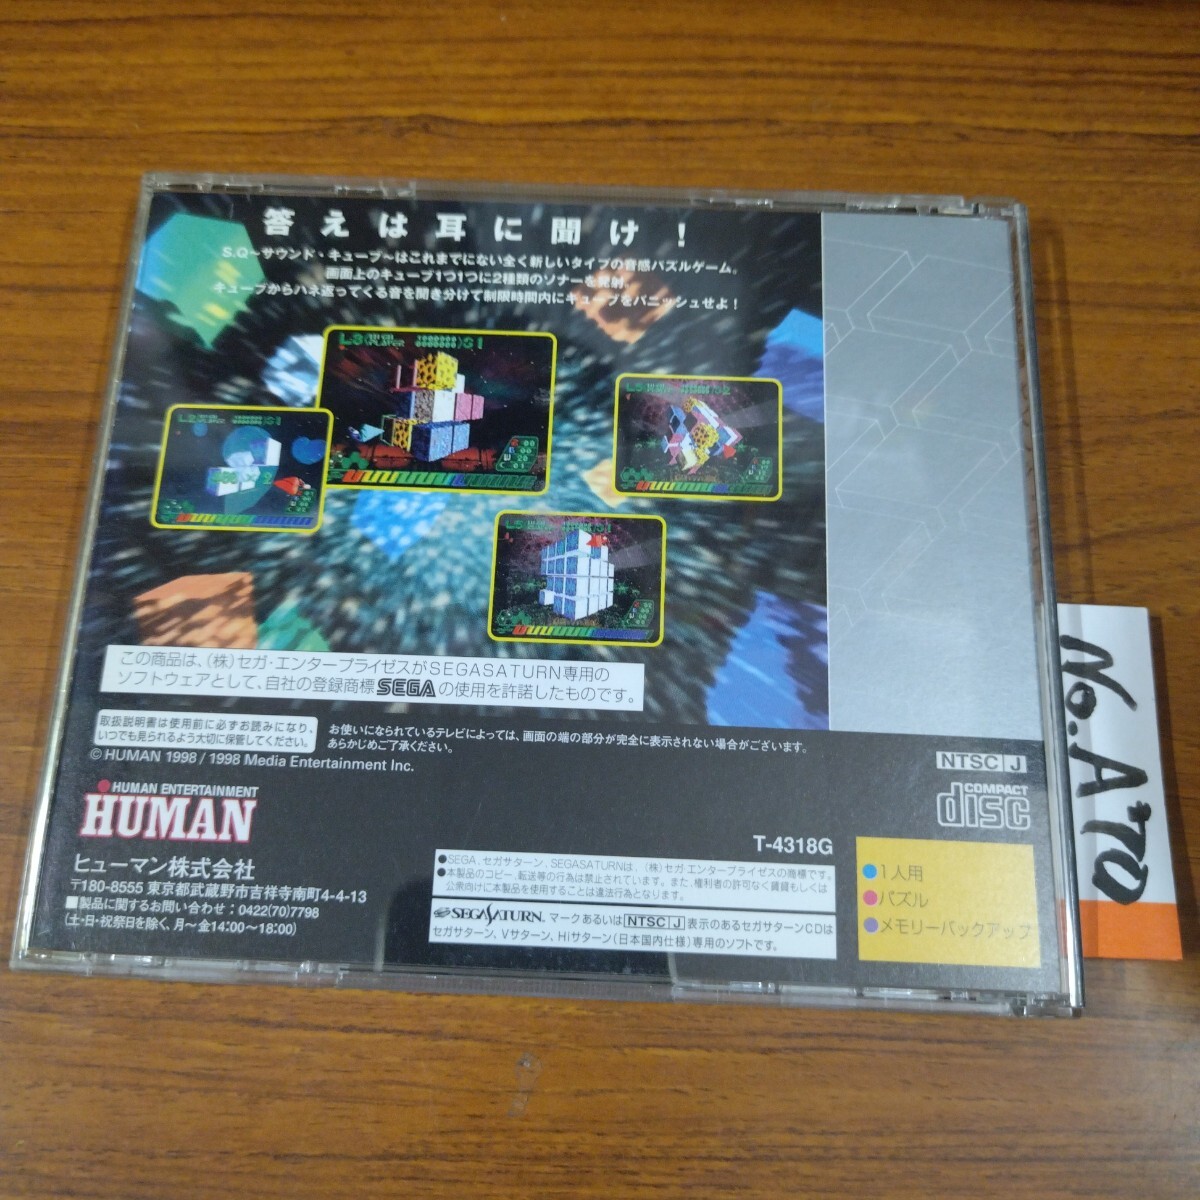 答えは耳に聞け！
S.Q～サウンド・キューブ～はこれまでにない全く新しいタイプの音感パズルゲーム。
画面上のキューブ1つ1つに2種類のソナーを発射。
キューブからハネ返ってくる音を聞き分けて制限時間内にキューブをバニッシュせよ！
この商品は、（株）セガ・エンタープライゼスがSEGASATURN専用の
ソフトウェアとして、自社の登録商標SEGAの使用を許諾したものです。
取扱説明書は使用前に必ずお読みになり、
いつでも見られるよう大切に保管してください。
お使いになられているテレビによっては、画面の端の部分が完全に表示されない場合がございます。
あらかじめご了承ください。
© HUMAN 1998 / 1998 Media Entertainment Inc.
NTSC J
COMPACT
disc
HUMAN ENTERTAINMENT
HUMAN
ヒューマン株式会社
〒180-8555 東京都武蔵野市吉祥寺南町4-4-13
■製品に関するお問い合わせ：0422(70)7798
(土・日・祝祭日を除く、月～金14:00～18:00)
T-4318G
●SEGA、セガサターン、SEGASATURNは、（株）セガ エンタープライゼスの商標です。
●本製品のコピー、転送等の行為は禁止されています。また、権利者の許可なく賃貸もしくは
公衆向に本製品を使用することは違法行為となります。
SEGASATURN. マークあるいは NTSC J 表示のあるセガサターンCDは
セガサターン、Vサターン、Hiサターン(日本国内仕様)専用のソフトです。
●1人用
●パズル
●メモリーバックアップ
No.A70